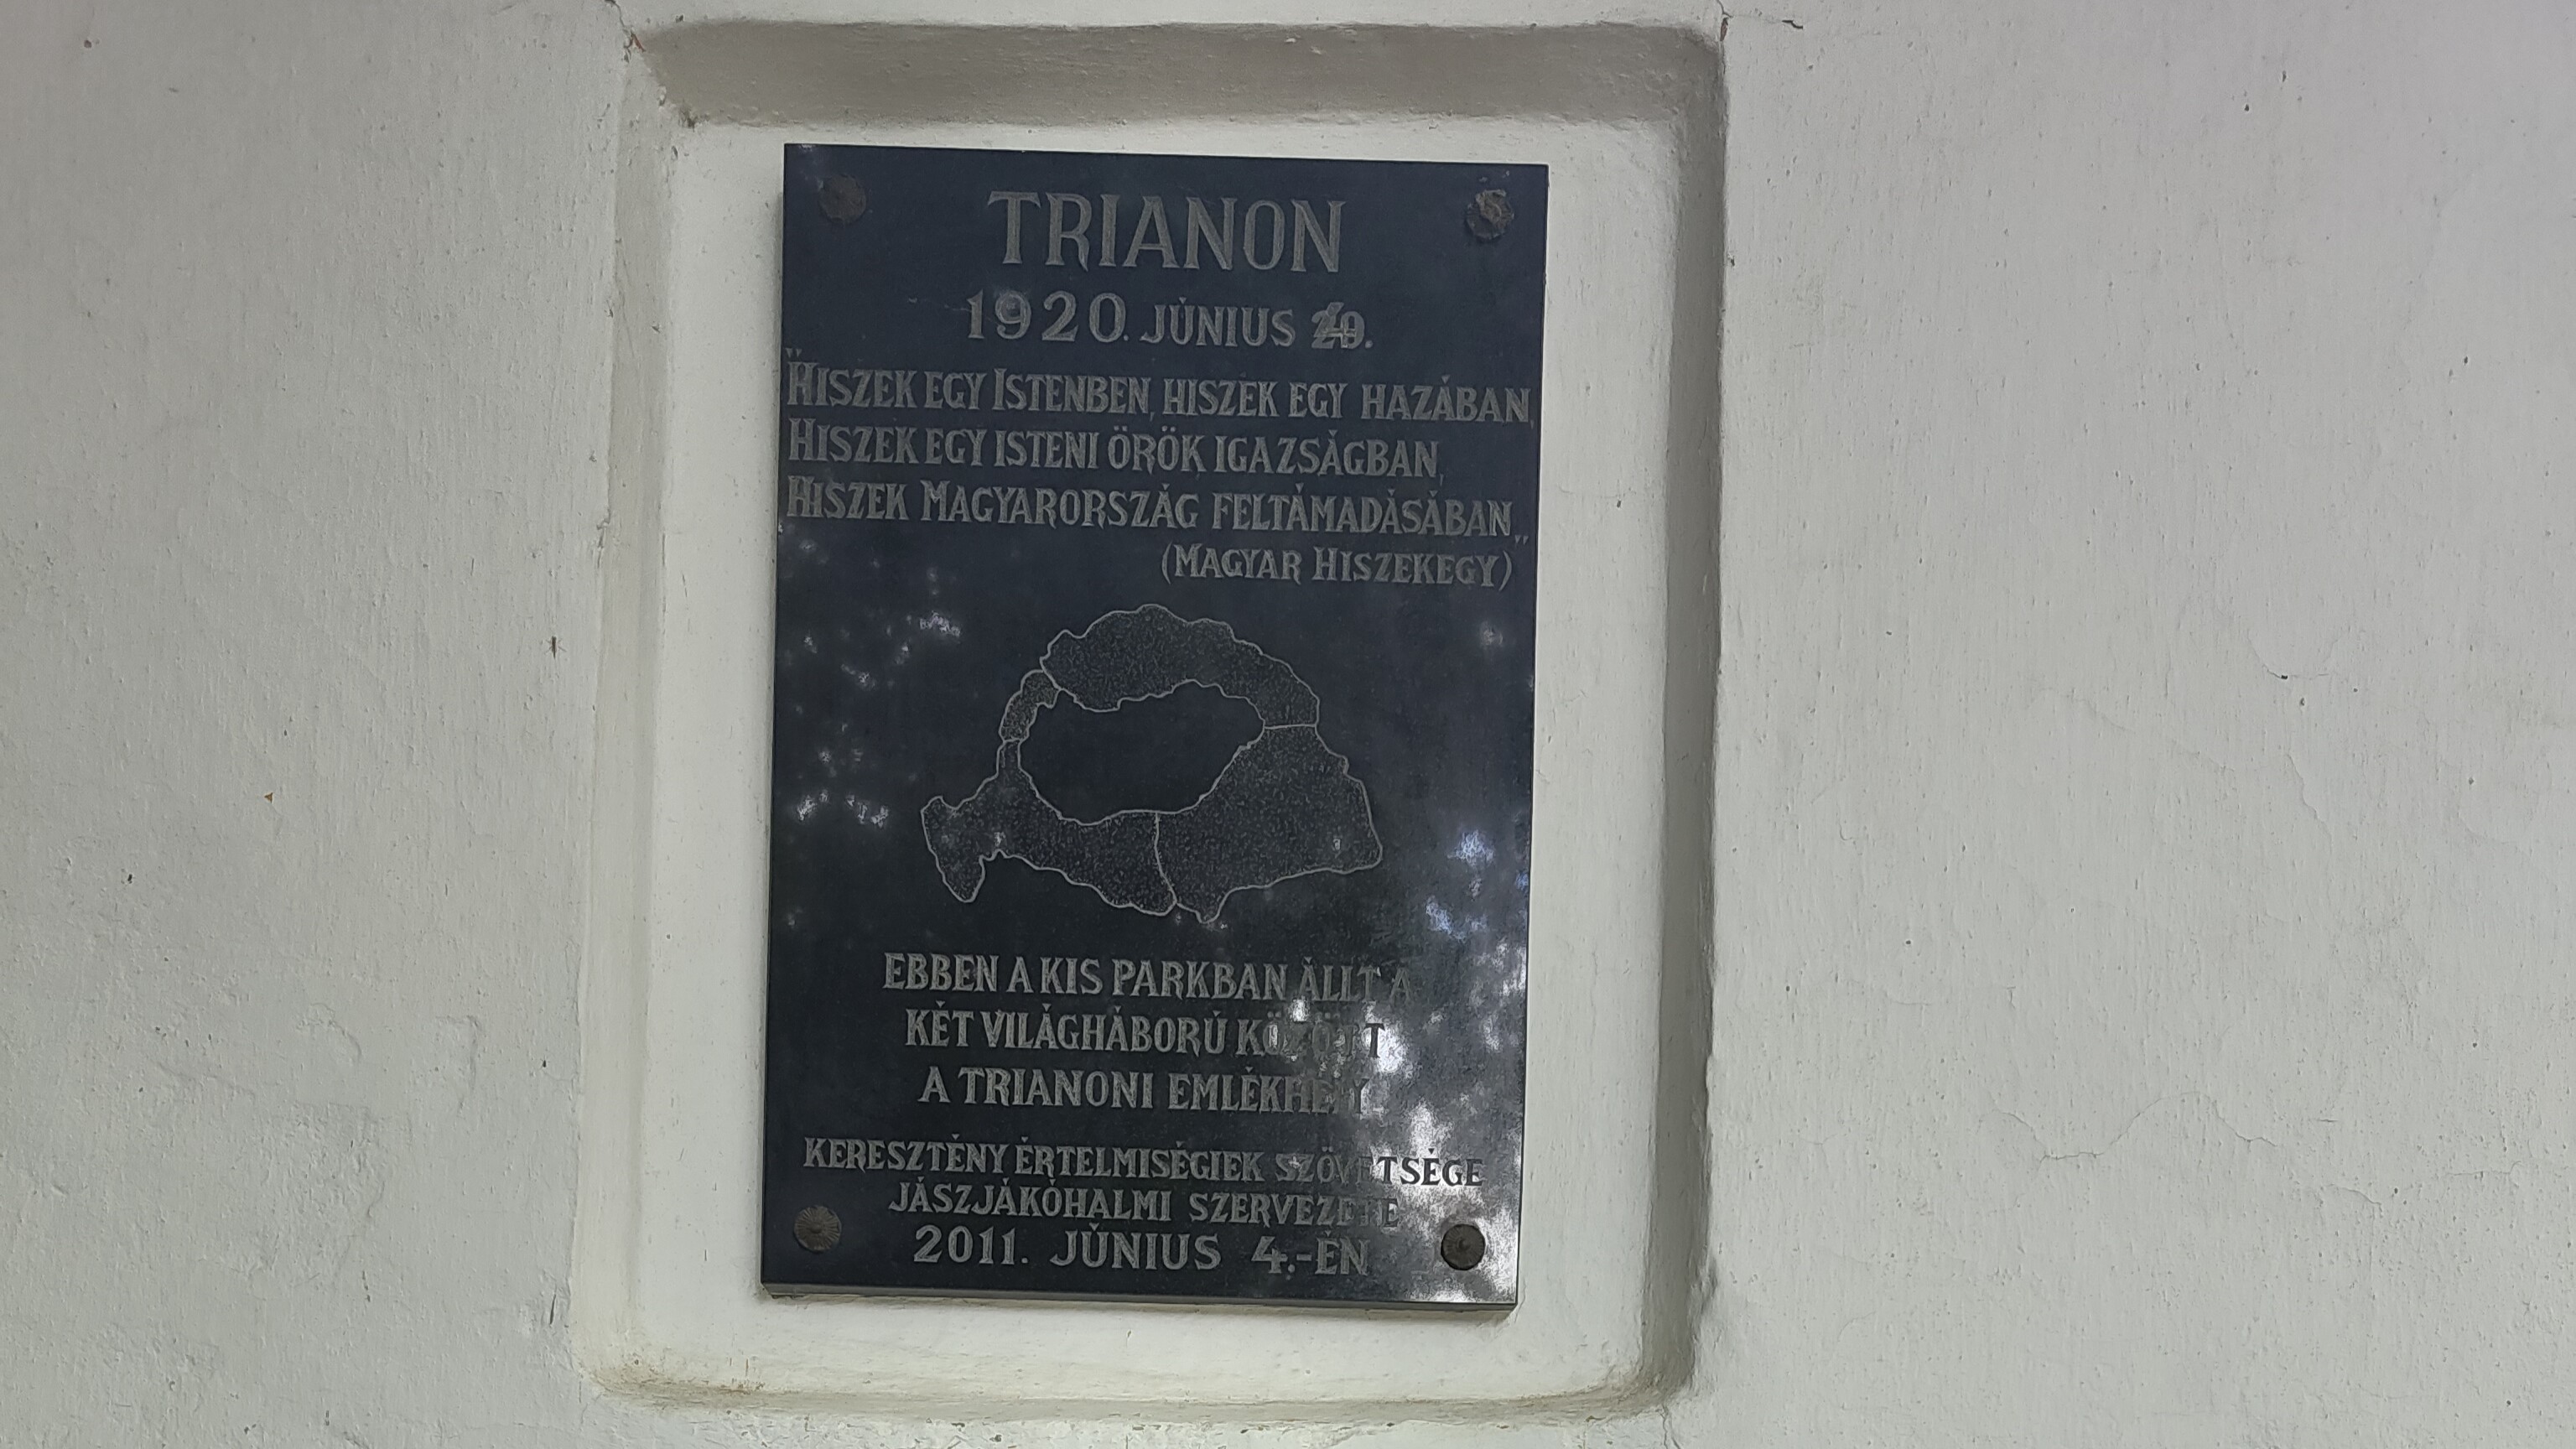 TRIANON
1920. JÚNIUS
"HISZEK EGY ISTENBEN, HISZEK EGY HAZÁBAN,
HISZEK EGY ISTENI ÖRÖK IGAZSÁGBAN,
HISZEK MAGYARORSZÁG FELTÁMADÁSÁBAN."
(MAGYAR HISZEKEGY)
EBBEN A KIS PARKBAN ÁLLT A
KÉT VILÁGHÁBORÚ KÖZÖTT
A TRIANONI EMLÉKHELY.
KERESZTÉNY ÉRTELMISÉGIEK SZÖVETSÉGE
JÁSZJÁKÓHALMI SZERVEZETE
2011. JÚNIUS 4.-ÉN